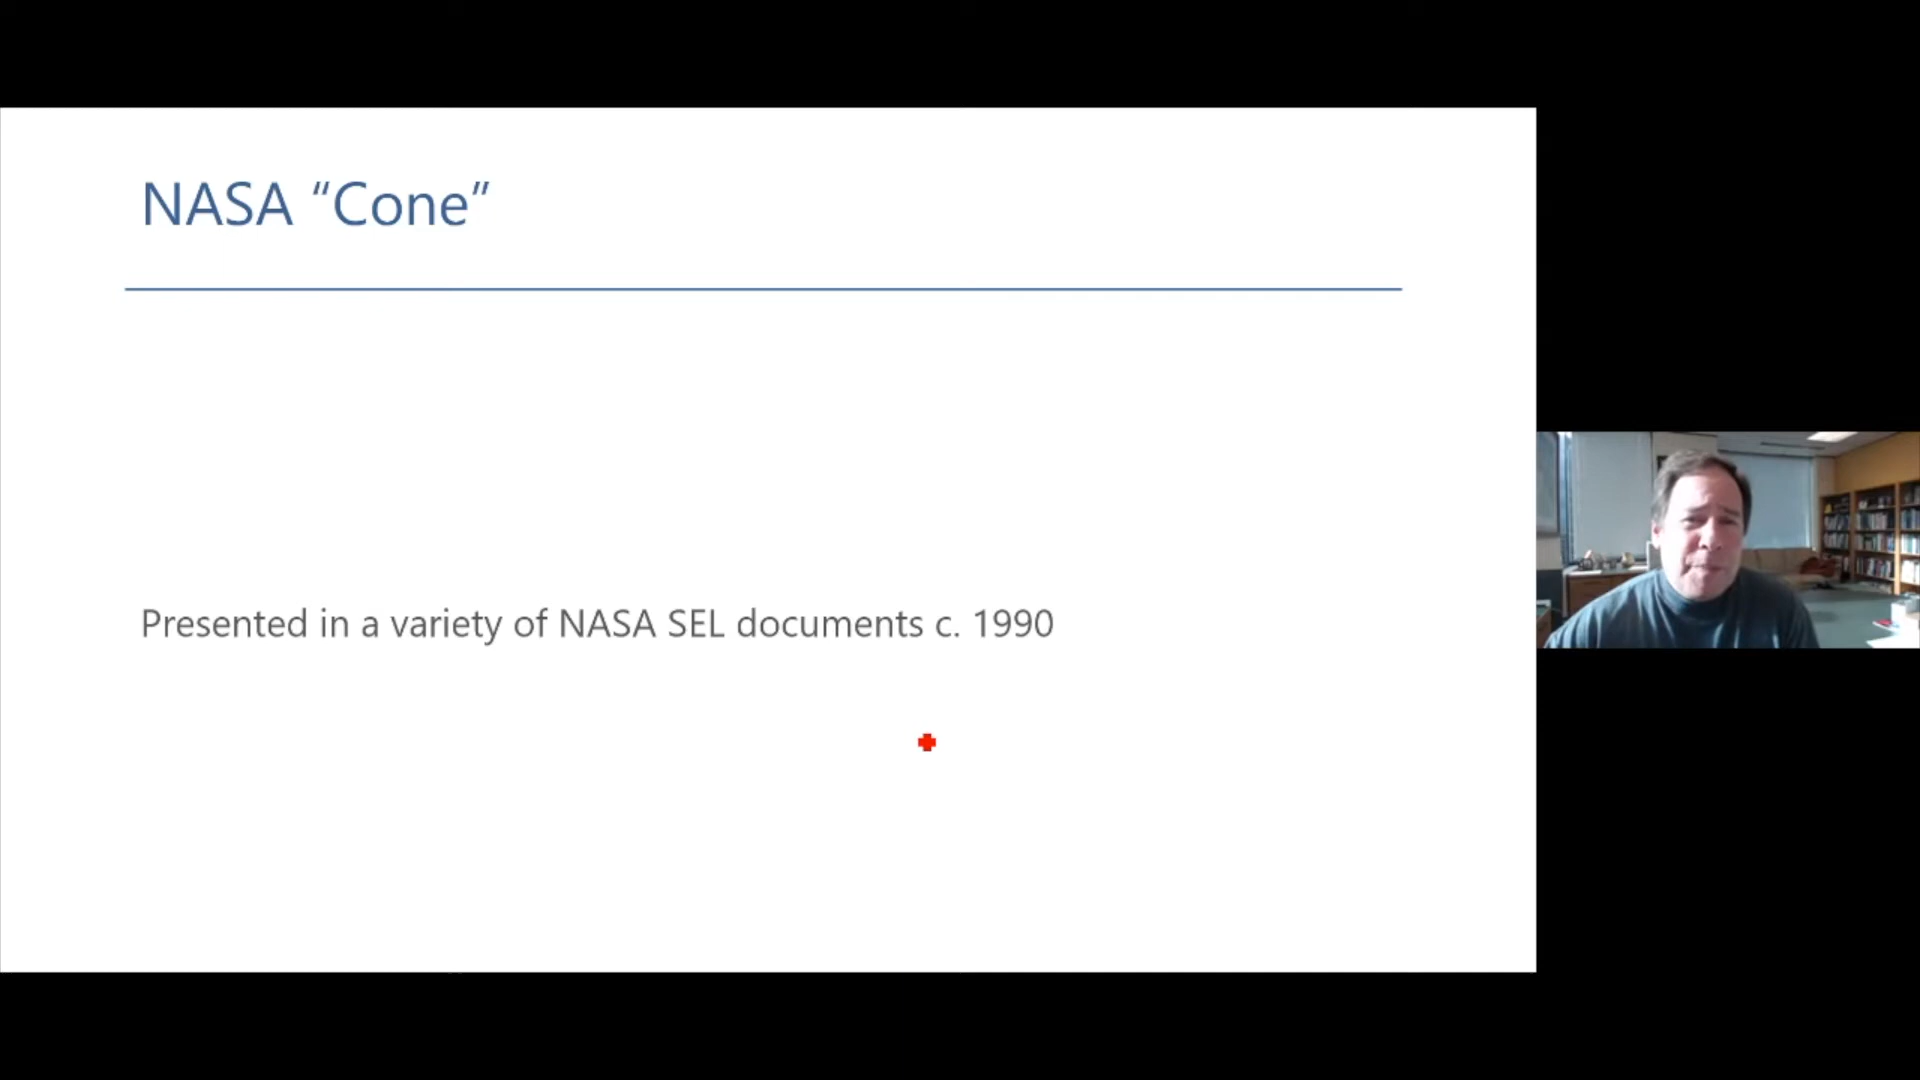 NASA “Cone”
Presented in a variety of NASA SEL documents c. 1990